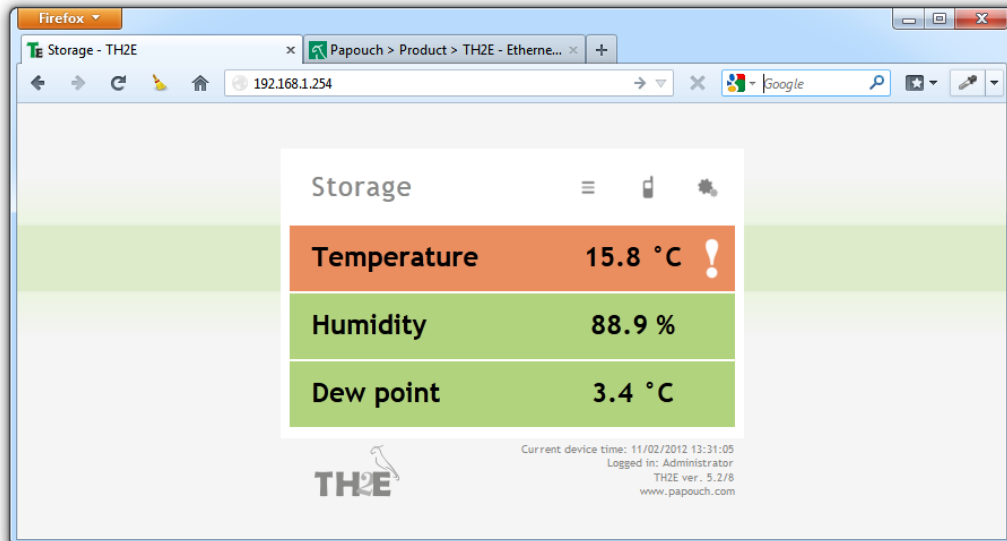 Firefox
TE Storage - TH2E
Papouch > Product > TH2E - Etherne...
192.168.1.254
Google
Storage
Temperature 15.8 °C !
Humidity 88.9 %
Dew point 3.4 °C
Current device time: 11/02/2012 13:31:05
Logged in: Administrator
TH2E ver. 5.2/8
www.papouch.com
TH2E